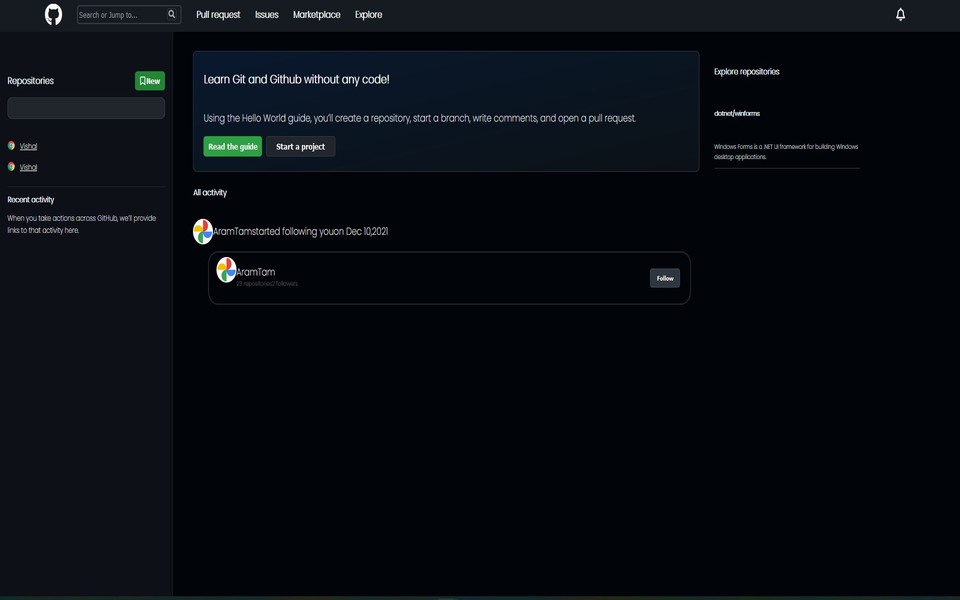 Search or Jump to...
Pull request Issues Marketplace Explore
Repositories
New
Vishal
Vishal
Recent activity
When you take actions across GitHub, we'll provide
links to that activity here.
Learn Git and Github without any code!
Using the Hello World guide, you'll create a repository, start a branch, write comments, and open a pull request.
Read the guide Start a project
All activity
AramTamstarted following youon Dec 10,2021
AramTam
23 repositories2 followers
Follow
Explore repositories
dotnet/winforms
Windows Forms is a .NET UI framework for building Windows
desktop applications.